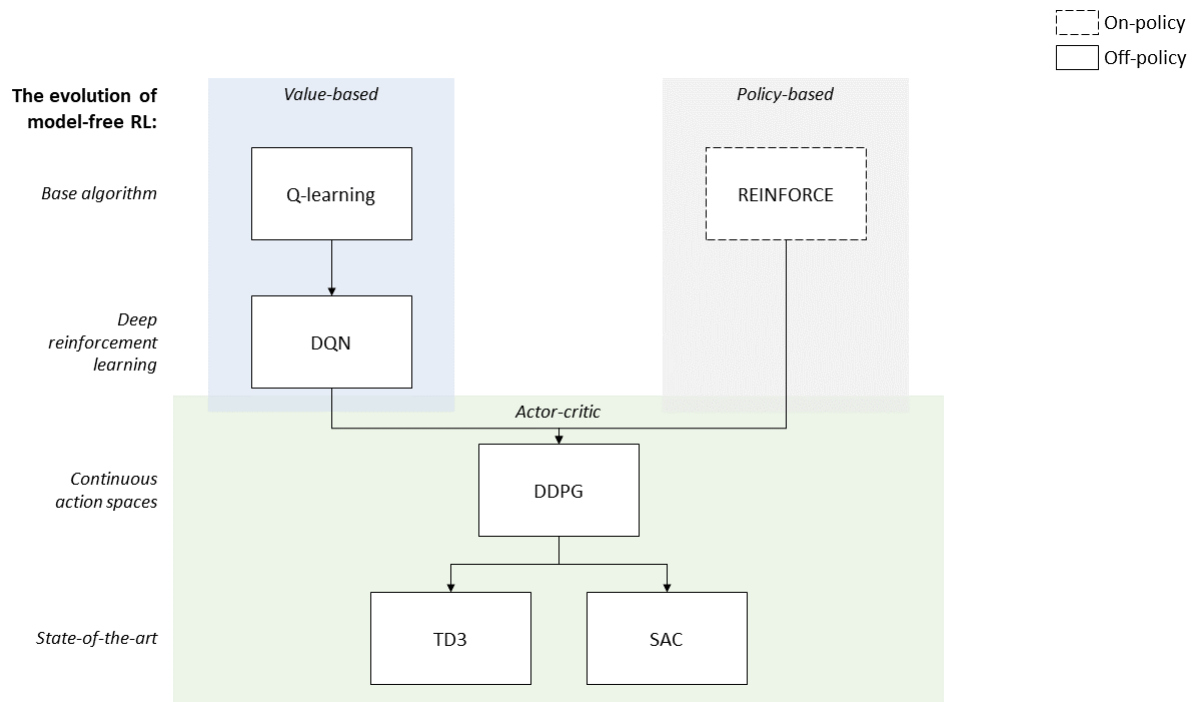 On-policy
Off-policy
The evolution of
model-free RL:
Value-based
Policy-based
Base algorithm
Q-learning
REINFORCE
Deep
reinforcement
learning
DQN
Actor-critic
Continuous
action spaces
DDPG
State-of-the-art
TD3
SAC